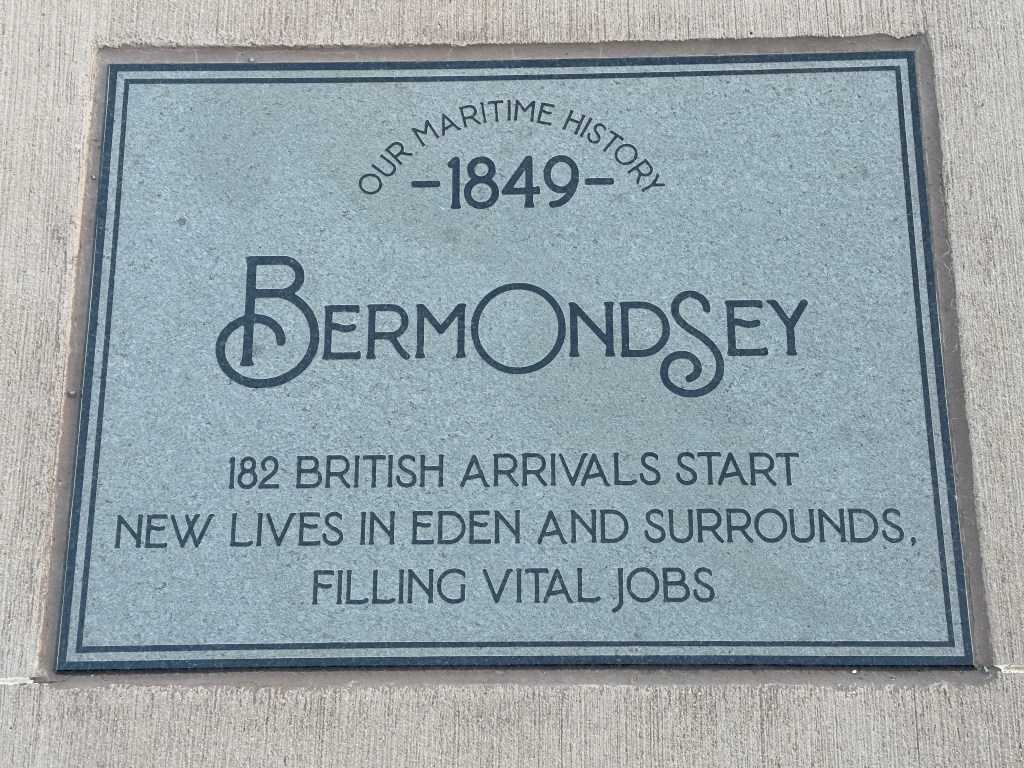 OUR MARITIME HISTORY
-1849-
BERMONDSEY
182 BRITISH ARRIVALS START
NEW LIVES IN EDEN AND SURROUNDS,
FILLING VITAL JOBS